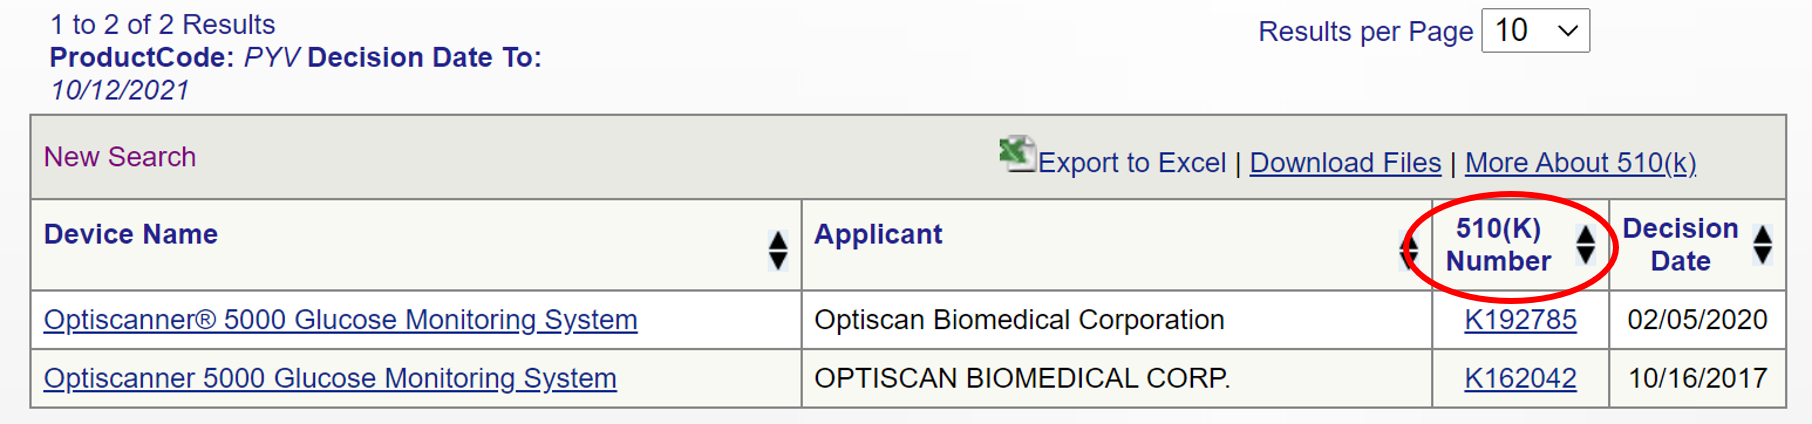 1 to 2 of 2 Results
ProductCode: PYV Decision Date To:
10/12/2021
Results per Page 10
New Search
Export to Excel | Download Files | More About 510(k)
Device Name
Applicant
510(K)
Number
Decision
Date
Optiscanner® 5000 Glucose Monitoring System Optiscan Biomedical Corporation K192785 02/05/2020
Optiscanner 5000 Glucose Monitoring System OPTISCAN BIOMEDICAL CORP. K162042 10/16/2017